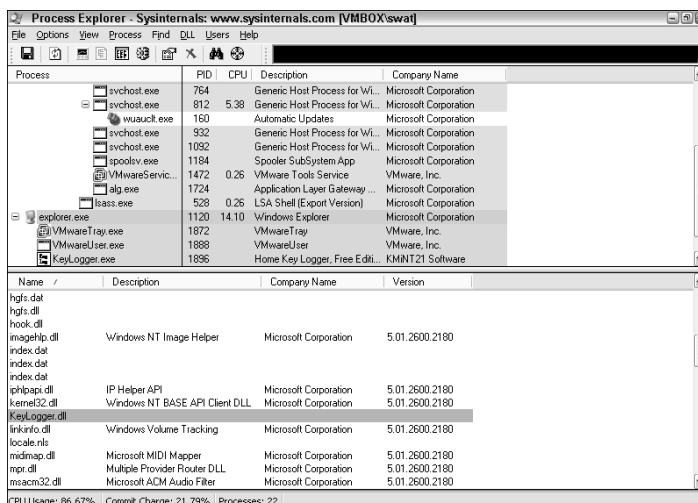 Process Explorer - Sysinternals: www.sysinternals.com [VMBOX\swat]
File Options View Process Find DLL Users Help
Process PID CPU Description Company Name
svchost.exe 764 Generic Host Process for Wi... Microsoft Corporation
svchost.exe 812 5.38 Generic Host Process for Wi... Microsoft Corporation
wuauclt.exe 160 Automatic Updates Microsoft Corporation
svchost.exe 932 Generic Host Process for Wi... Microsoft Corporation
svchost.exe 1092 Generic Host Process for Wi... Microsoft Corporation
spoolsv.exe 1184 Spooler SubSystem App Microsoft Corporation
VMwareServic... 1472 0.26 VMware Tools Service VMware, Inc.
alg.exe 1724 Application Layer Gateway ... Microsoft Corporation
lsass.exe 528 0.26 LSA Shell (Export Version) Microsoft Corporation
explorer.exe 1120 14.10 Windows Explorer Microsoft Corporation
VMwareTray.exe 1872 VMwareTray VMware, Inc.
VMwareUser.exe 1888 VMwareUser VMware, Inc.
KeyLogger.exe 1896 Home Key Logger, Free Editi... KMiNT21 Software
Name / Description Company Name Version
hgfs.dat
hgfs.dll
hook.dll
imagehlp.dll Windows NT Image Helper Microsoft Corporation 5.01.2600.2180
index.dat
index.dat
index.dat
iphlpapi.dll IP Helper API Microsoft Corporation 5.01.2600.2180
kernel32.dll Windows NT BASE API Client DLL Microsoft Corporation 5.01.2600.2180
KeyLogger.dll
linkinfo.dll Windows Volume Tracking Microsoft Corporation 5.01.2600.2180
locale.nls
midimap.dll Microsoft MIDI Mapper Microsoft Corporation 5.01.2600.2180
mpr.dll Multiple Provider Router DLL Microsoft Corporation 5.01.2600.2180
msacm32.dll Microsoft ACM Audio Filter Microsoft Corporation 5.01.2600.2180
CPU Usage: 86.67% Commit Charge: 21.79% Processes: 22